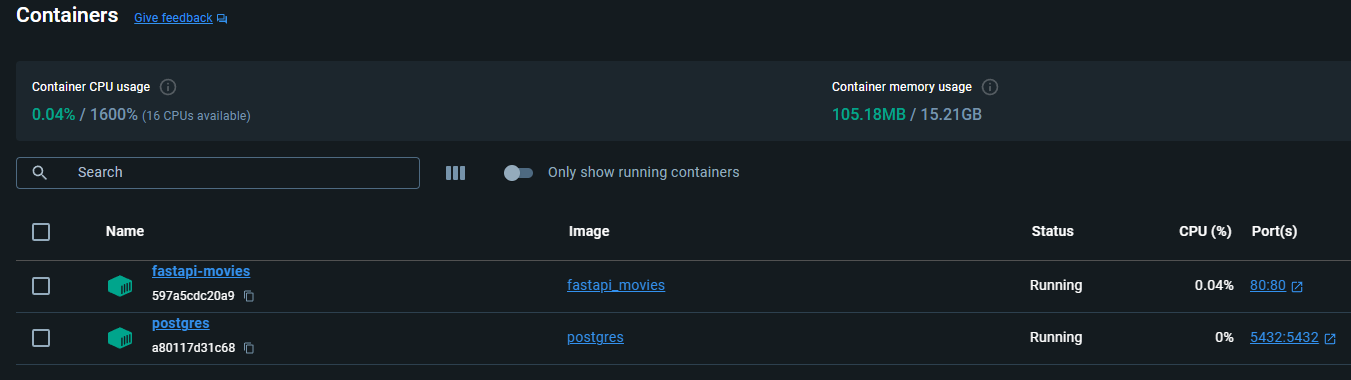 Containers Give feedback
Container CPU usage Container memory usage
0.04% / 1600% (16 CPUs available) 105.18MB / 15.21GB
Search Only show running containers
Name Image Status CPU (%) Port(s)
fastapi-movies
fastapi_movies Running 0.04% 80:80
597a5cdc20a9
postgres
postgres Running 0% 5432:5432
a80117d31c68